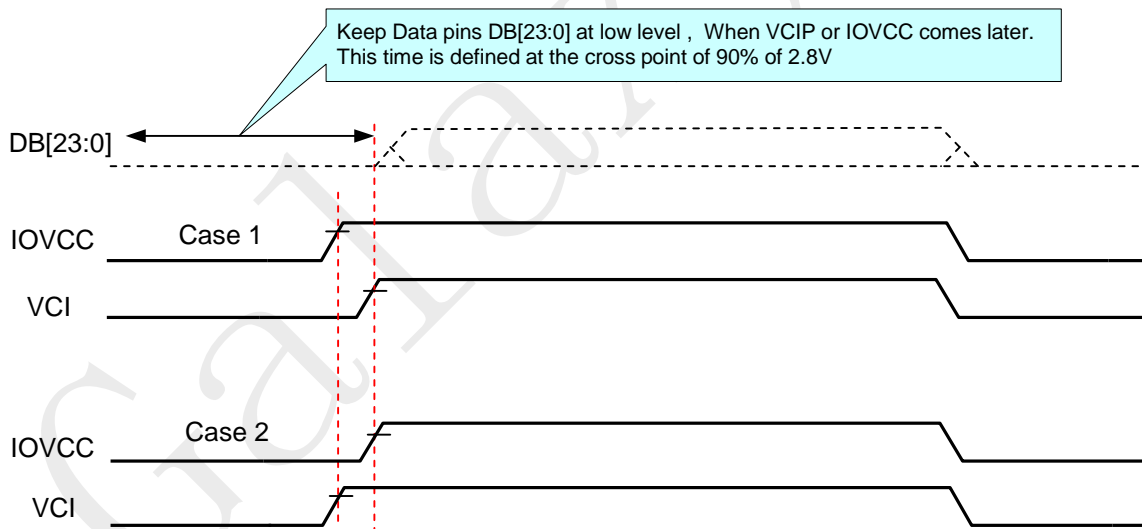 Keep Data pins DB[23:0] at low level , When VCIP or IOVCC comes later.
This time is defined at the cross point of 90% of 2.8V
DB[23:0]
IOVCC
Case 1
VCI
IOVCC
Case 2
VCI
Galax